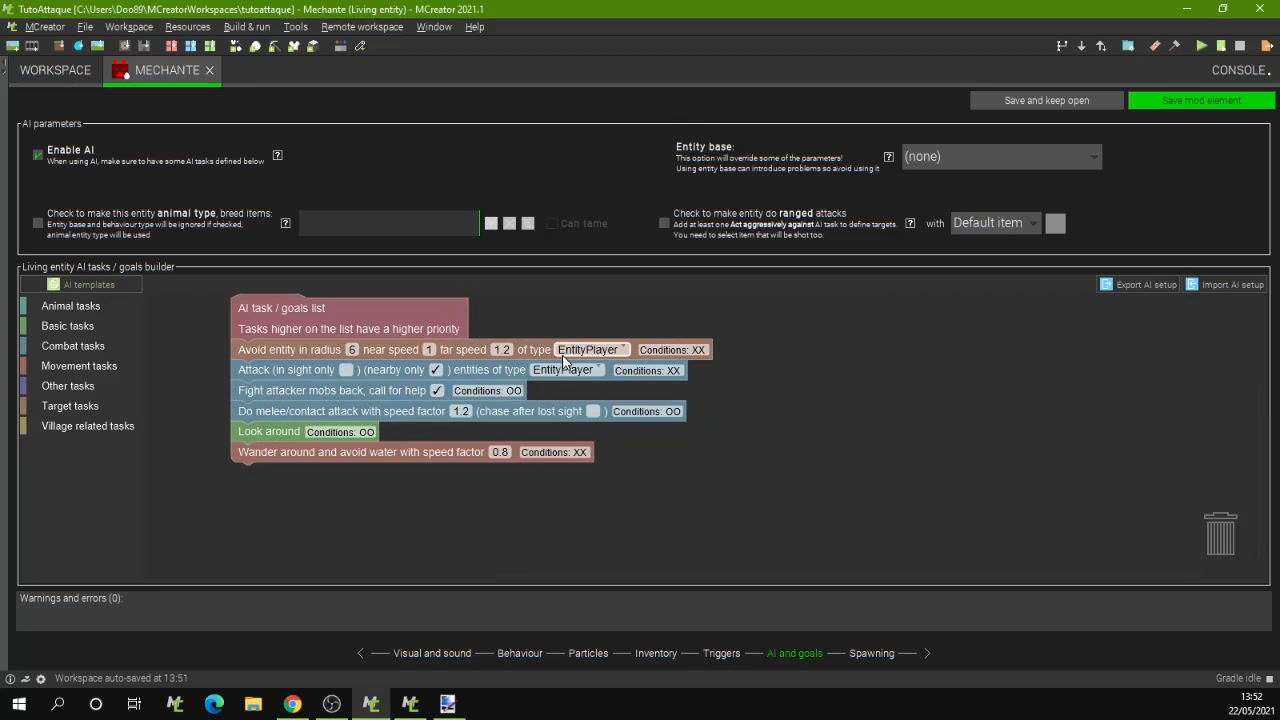 TutoAttaque [C:\Users\Doo89\MCreatorWorkspaces\tutoattaque] - Mechante (Living entity) - MCreator 2021.1
MCreator File Workspace Resources Build & run Tools Remote workspace Window Help
WORKSPACE MECHANTE CONSOLE
Save and keep open Save mod element
AI parameters
Enable AI
When using AI, make sure to have some AI tasks defined below
Entity base:
This option will override some of the parameters!
Using entity base can introduce problems so avoid using it
(none)
Check to make this entity animal type, breed items:
Entity base and behaviour type will be ignored if checked,
animal entity type will be used
Can tame
Check to make entity do ranged attacks
Add at least one Act aggressively against AI task to define targets.
You need to select item that will be shot too.
with Default item
Living entity AI tasks / goals builder
AI templates
Export AI setup Import AI setup
Animal tasks
Basic tasks
Combat tasks
Movement tasks
Other tasks
Target tasks
Village related tasks
AI task / goals list
Tasks higher on the list have a higher priority
Avoid entity in radius 6 near speed 1 far speed 1.2 of type EntityPlayer Conditions: XX
Attack (in sight only ) (nearby only ✓ ) entities of type EntityPlayer Conditions: XX
Fight attacker mobs back, call for help ✓ Conditions: OO
Do melee/contact attack with speed factor 1.2 (chase after lost sight ) Conditions: OO
Look around Conditions: OO
Wander around and avoid water with speed factor 0.8 Conditions: XX
Warnings and errors (0):
Visual and sound Behaviour Particles Inventory Triggers AI and goals Spawning
Workspace auto-saved at 13:51
Gradle idle
13:52
22/05/2021